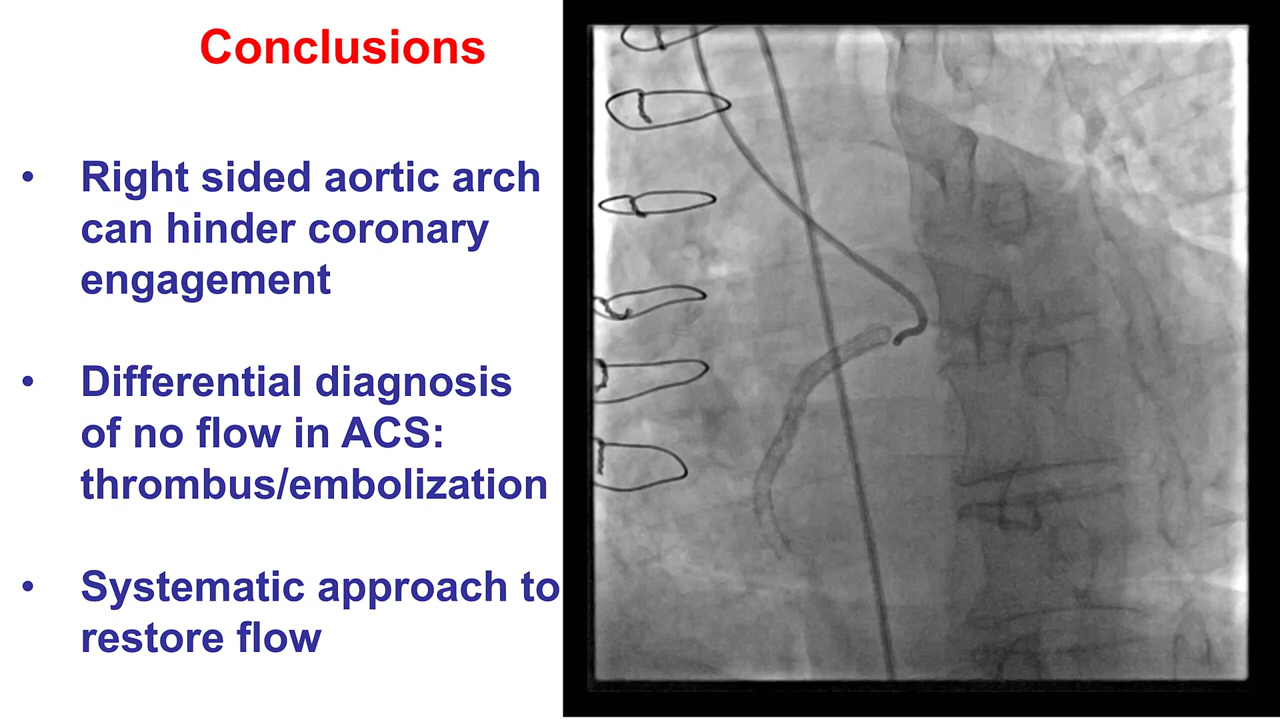 Conclusions
• Right sided aortic arch
can hinder coronary
engagement
• Differential diagnosis
of no flow in ACS:
thrombus/embolization
• Systematic approach to
restore flow